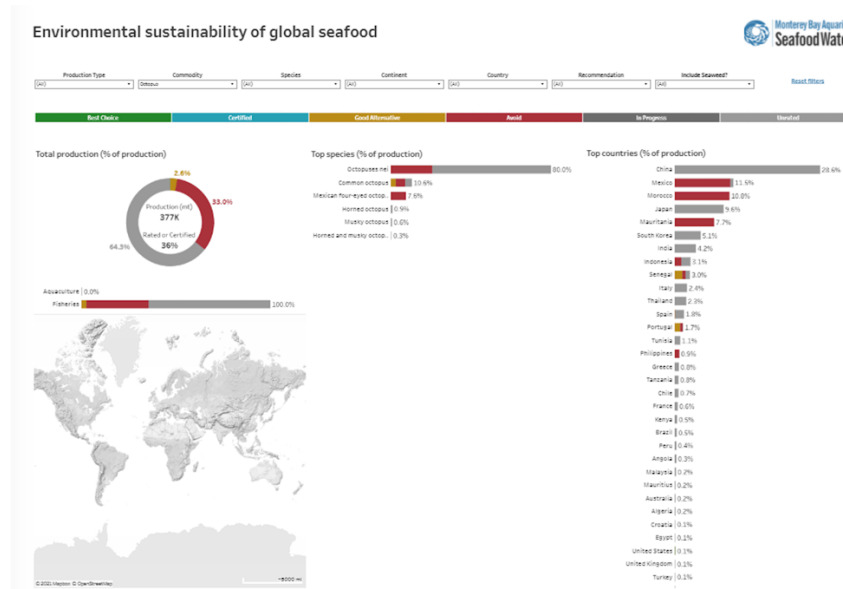 Environmental sustainability of global seafood
Monterey Bay Aquari
Seafood Wat
Production Type
Commodity
Species
Continent
Country
Recommendation
Include Seaweed?
(All)
Octopus
(All)
(All)
(All)
(All)
(All)
Reset filters
Best Choice
Certified
Good Alternative
Avoid
In Progress
Unrated
Total production (% of production)
2.6%
33.0%
64.3%
Production (mt)
377K
Rated or Certified
36%
Aquaculture 0.0%
Fisheries 100.0%
© 2021 Mapbox © OpenStreetMap
Top species (% of production)
Octopuses nei 80.0%
Common octopus 10.6%
Mexican four-eyed octop.. 7.6%
Horned octopus 0.9%
Musky octopus 0.6%
Horned and musky octop.. 0.3%
Top countries (% of production)
China 28.6%
Mexico 11.5%
Morocco 10.8%
Japan 9.6%
Mauritania 7.7%
South Korea 5.1%
India 4.2%
Indonesia 3.1%
Senegal 3.0%
Italy 2.4%
Thailand 2.3%
Spain 1.8%
Portugal 1.7%
Tunisia 1.1%
Philippines 0.9%
Greece 0.8%
Tanzania 0.8%
Chile 0.7%
France 0.6%
Kenya 0.5%
Brazil 0.5%
Peru 0.4%
Angola 0.3%
Malaysia 0.2%
Mauritius 0.2%
Australia 0.2%
Algeria 0.2%
Croatia 0.1%
Egypt 0.1%
United States 0.1%
United Kingdom 0.1%
Turkey 0.1%